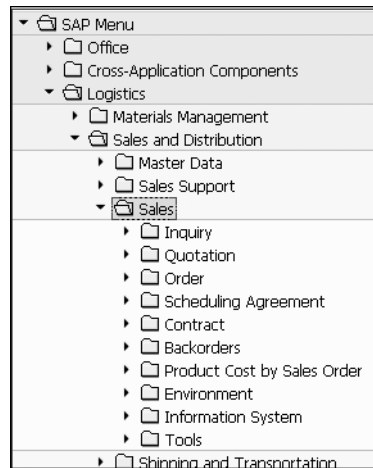 SAP Menu
Office
Cross-Application Components
Logistics
Materials Management
Sales and Distribution
Master Data
Sales Support
Sales
Inquiry
Quotation
Order
Scheduling Agreement
Contract
Backorders
Product Cost by Sales Order
Environment
Information System
Tools
Shipping and Transportation